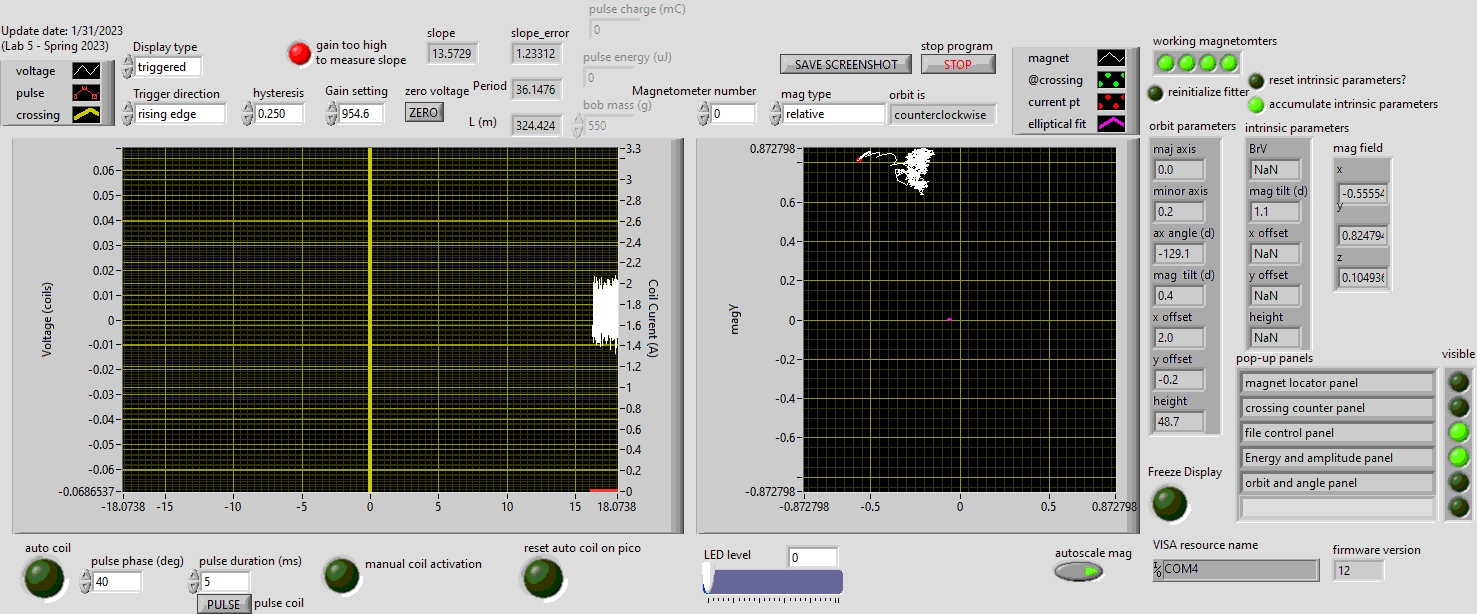 Update date: 1/31/2023
(Lab 5 - Spring 2023)
voltage
pulse
crossing
Display type
triggered
Trigger direction
rising edge
hysteresis
0.250
gain too high
to measure slope
Gain setting
954.6
zero voltage
ZERO
slope
13.5729
slope_error
1.23312
Period
36.1476
L (m)
324.424
pulse charge (mC)
0
pulse energy (uJ)
0
bob mass (g)
550
Magnetometer number
0
SAVE SCREENSHOT
stop program
STOP
mag type
relative
orbit is
counterclockwise
magnet
@crossing
current pt
elliptical fit
working magnetomters
reinitialize fitter
reset intrinsic parameters?
accumulate intrinsic parameters
orbit parameters
maj axis
0.0
minor axis
0.2
ax angle (d)
-129.1
mag tilt (d)
0.4
x offset
2.0
y offset
-0.2
height
48.7
intrinsic parameters
BrV
NaN
mag tilt (d)
1.1
x offset
NaN
y offset
NaN
height
NaN
mag field
x
-0.55554
y
0.824794
z
0.104936
pop-up panels
visible
magnet locator panel
crossing counter panel
file control panel
Energy and amplitude panel
orbit and angle panel
Voltage (coils)
0.06
0.05
0.04
0.03
0.02
0.01
0
-0.01
-0.02
-0.03
-0.04
-0.05
-0.06
-0.0686537
-18.0738
-15
-10
-5
0
5
10
15
18.0738
3.3
3
2.8
2.6
2.4
2.2
2
1.8
1.6
1.4
1.2
1
0.8
0.6
0.4
0.2
0
Coil Curent (A)
magY
0.872798
0.6
0.4
0.2
0
-0.2
-0.4
-0.6
-0.872798
-0.872798
-0.5
0
0.5
0.872798
Freeze Display
auto coil
pulse phase (deg)
40
pulse duration (ms)
5
PULSE
pulse coil
manual coil activation
reset auto coil on pico
LED level
0
autoscale mag
VISA resource name
COM4
firmware version
12